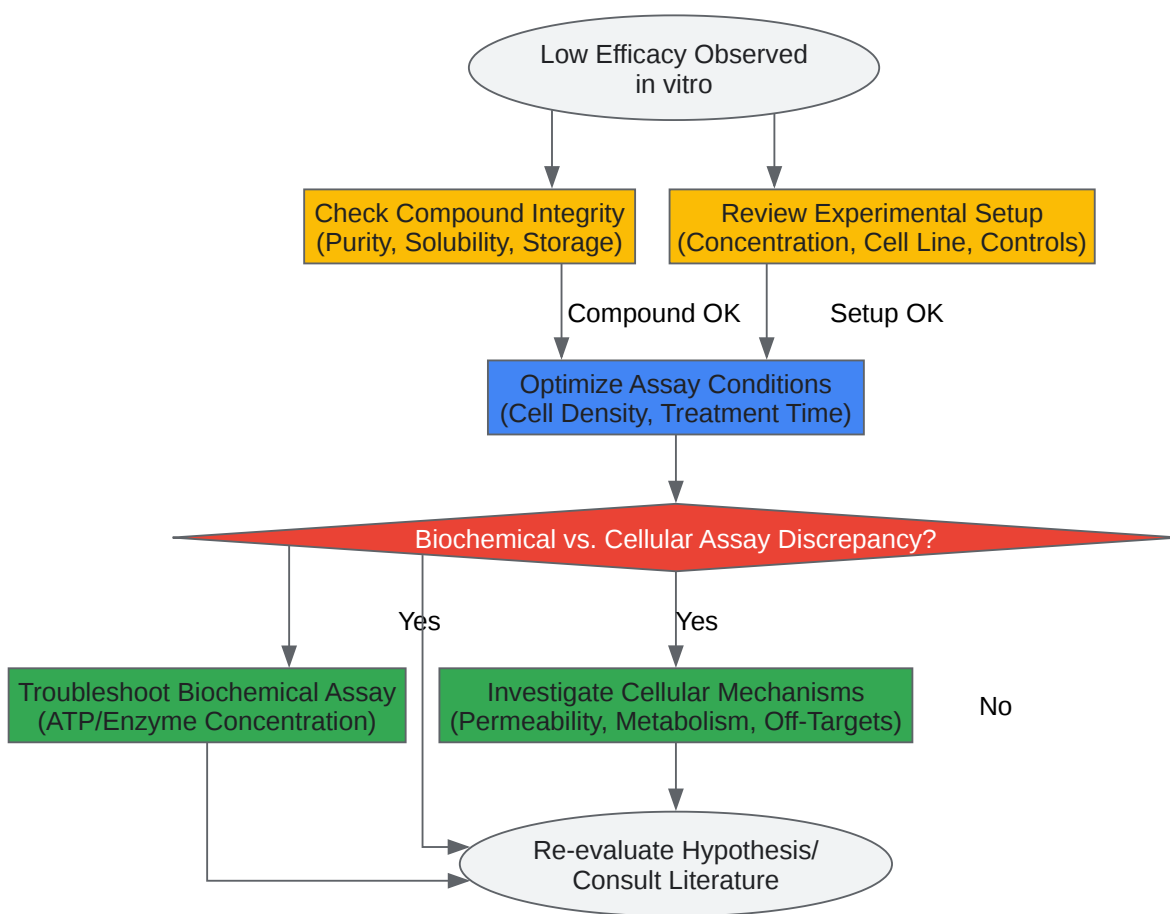 Low Efficacy Observed
in vitro
Check Compound Integrity
(Purity, Solubility, Storage)
Review Experimental Setup
(Concentration, Cell Line, Controls)
Compound OK
Setup OK
Optimize Assay Conditions
(Cell Density, Treatment Time)
Biochemical vs. Cellular Assay Discrepancy?
Yes
Yes
Troubleshoot Biochemical Assay
(ATP/Enzyme Concentration)
Investigate Cellular Mechanisms
(Permeability, Metabolism, Off-Targets)
No
Re-evaluate Hypothesis/
Consult Literature